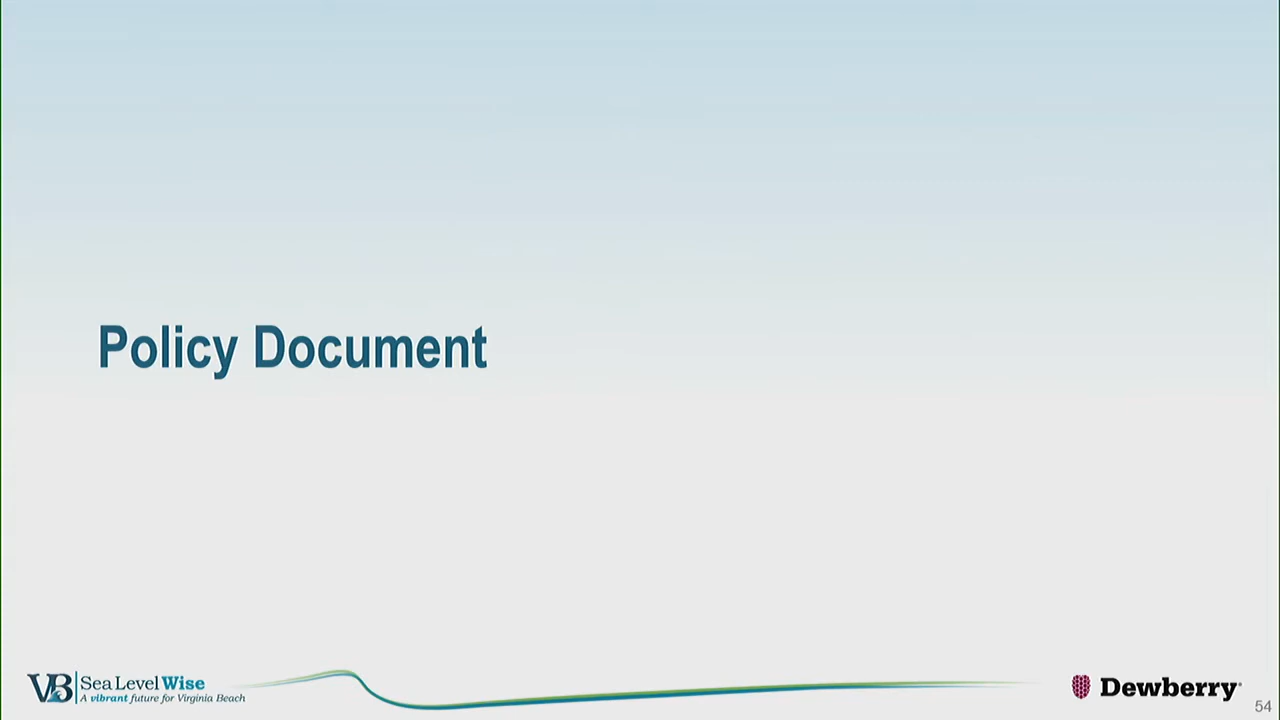 Policy Document
VB Sea Level Wise
A vibrant future for Virginia Beach
Dewberry
54